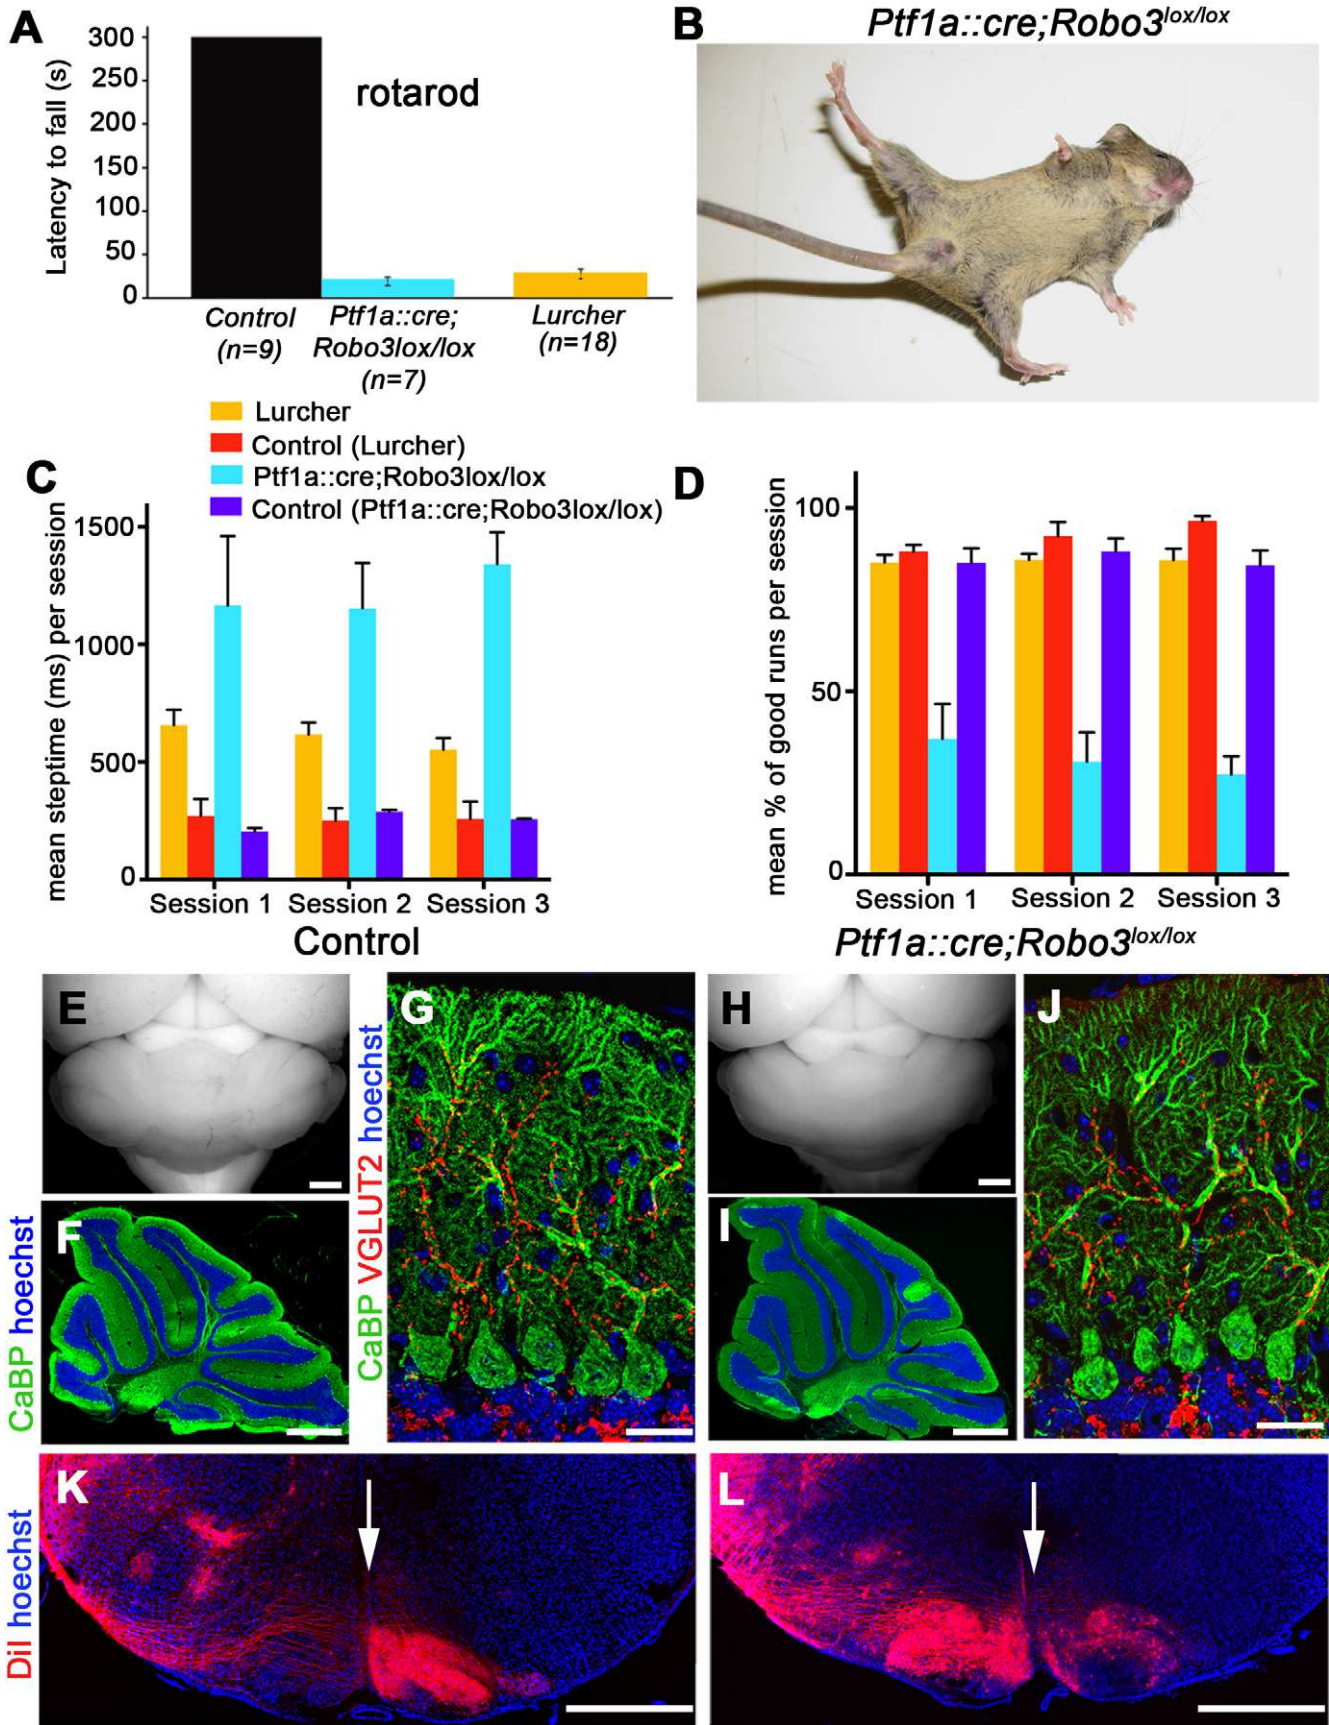 A
Latency to fall (s)
300
250
200
150
100
50
0
rotarod
Control
(n=9)
Ptf1a::cre;
Robo3lox/lox
(n=7)
Lurcher
(n=18)
B
Ptf1a::cre;Robo3lox/lox
Lurcher
Control (Lurcher)
Ptf1a::cre;Robo3lox/lox
Control (Ptf1a::cre;Robo3lox/lox)
C
mean steptime (ms) per session
1500
1000
500
0
Session 1
Session 2
Session 3
D
mean % of good runs per session
100
50
0
Session 1
Session 2
Session 3
Control
Ptf1a::cre;Robo3lox/lox
E
G
H
J
CaBP VGLUT2 hoechst
F
I
CaBP hoechst
K
L
DiI hoechst